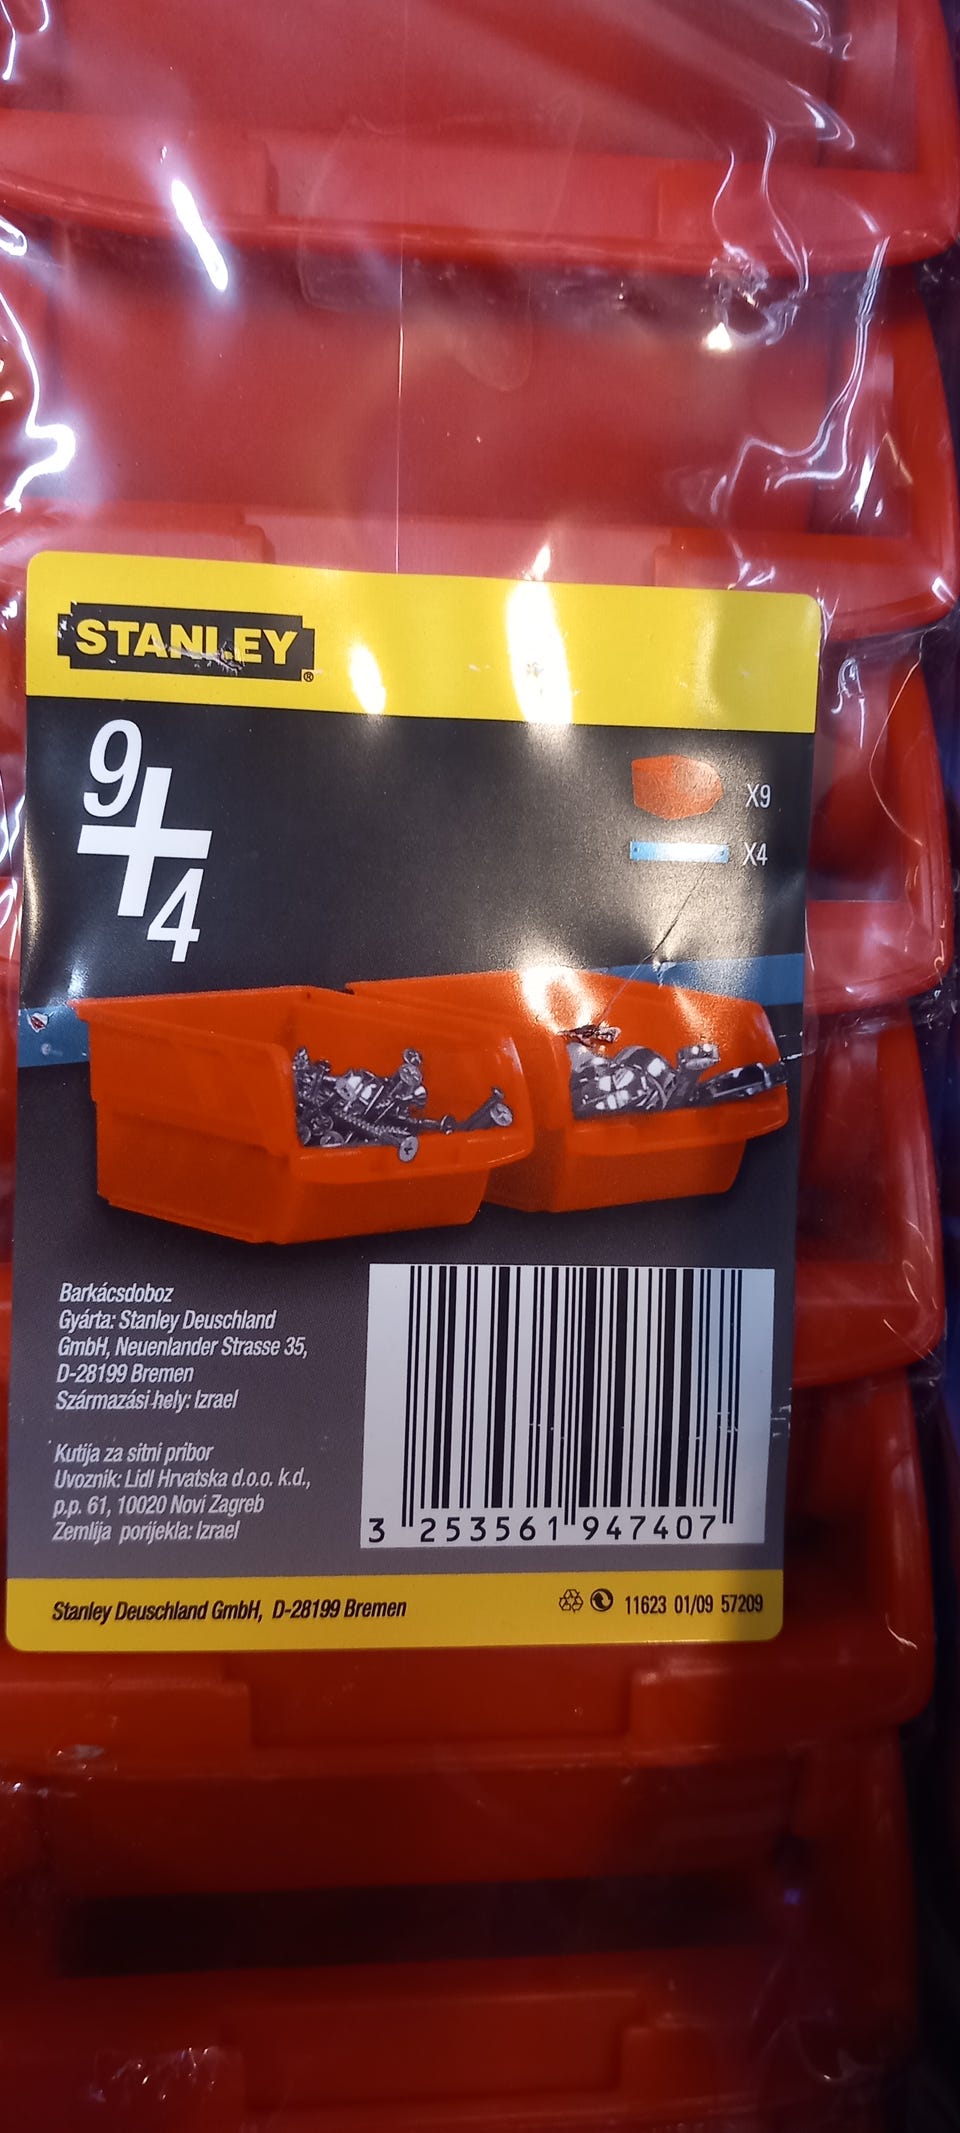 STANLEY®
9+4
X9
X4
Barkácsdoboz
Gyárta: Stanley Deuschland
GmbH, Neuenlander Strasse 35,
D-28199 Bremen
Származási hely: Izrael
Kutija za sitni pribor
Uvoznik: Lidl Hrvatska d.o.o. k.d.,
p.p. 61, 10020 Novi Zagreb
Zemlija porijekla: Izrael
3 253561 947407
Stanley Deuschland GmbH, D-28199 Bremen
11623 01/09 57209